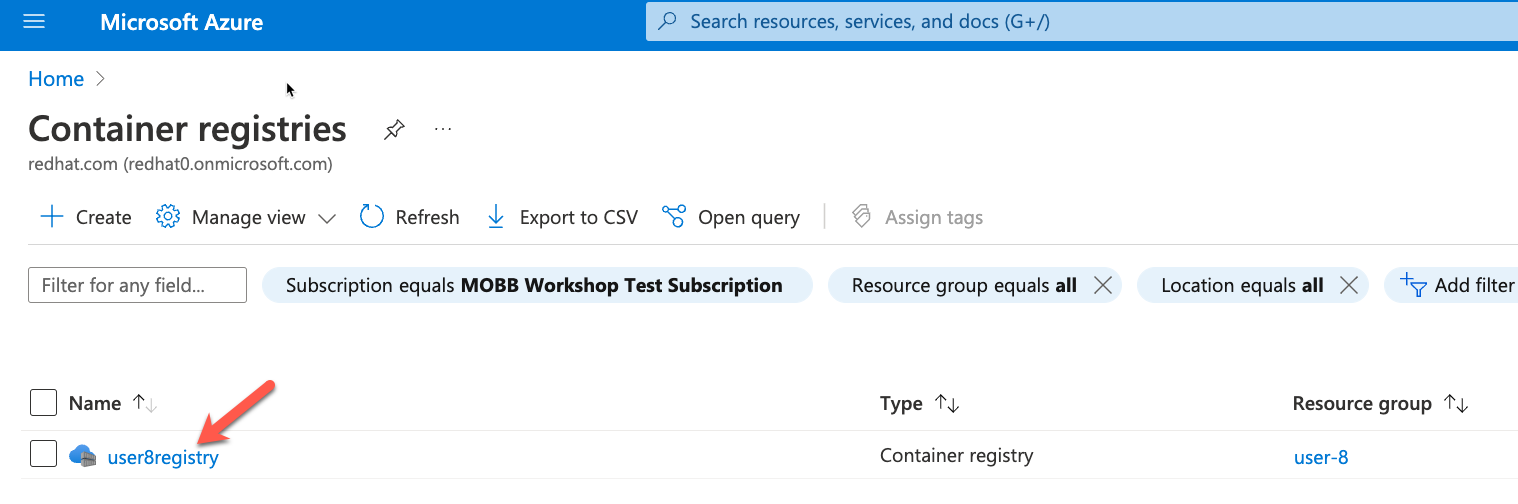 Microsoft Azure
Search resources, services, and docs (G+/)
Home
Container registries
...
redhat.com (redhat0.onmicrosoft.com)
Create Manage view Refresh Export to CSV Open query Assign tags
Filter for any field... Subscription equals MOBB Workshop Test Subscription Resource group equals all Location equals all Add filter
Name Type Resource group
user8registry Container registry user-8